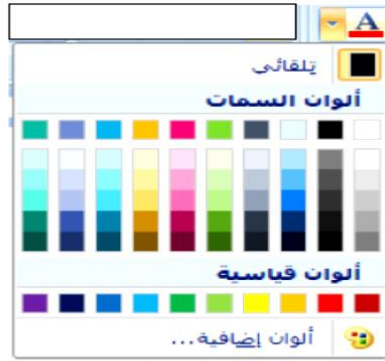 A
تلقائي
ألوان السمات
ألوان قياسية
ألوان إضافية...